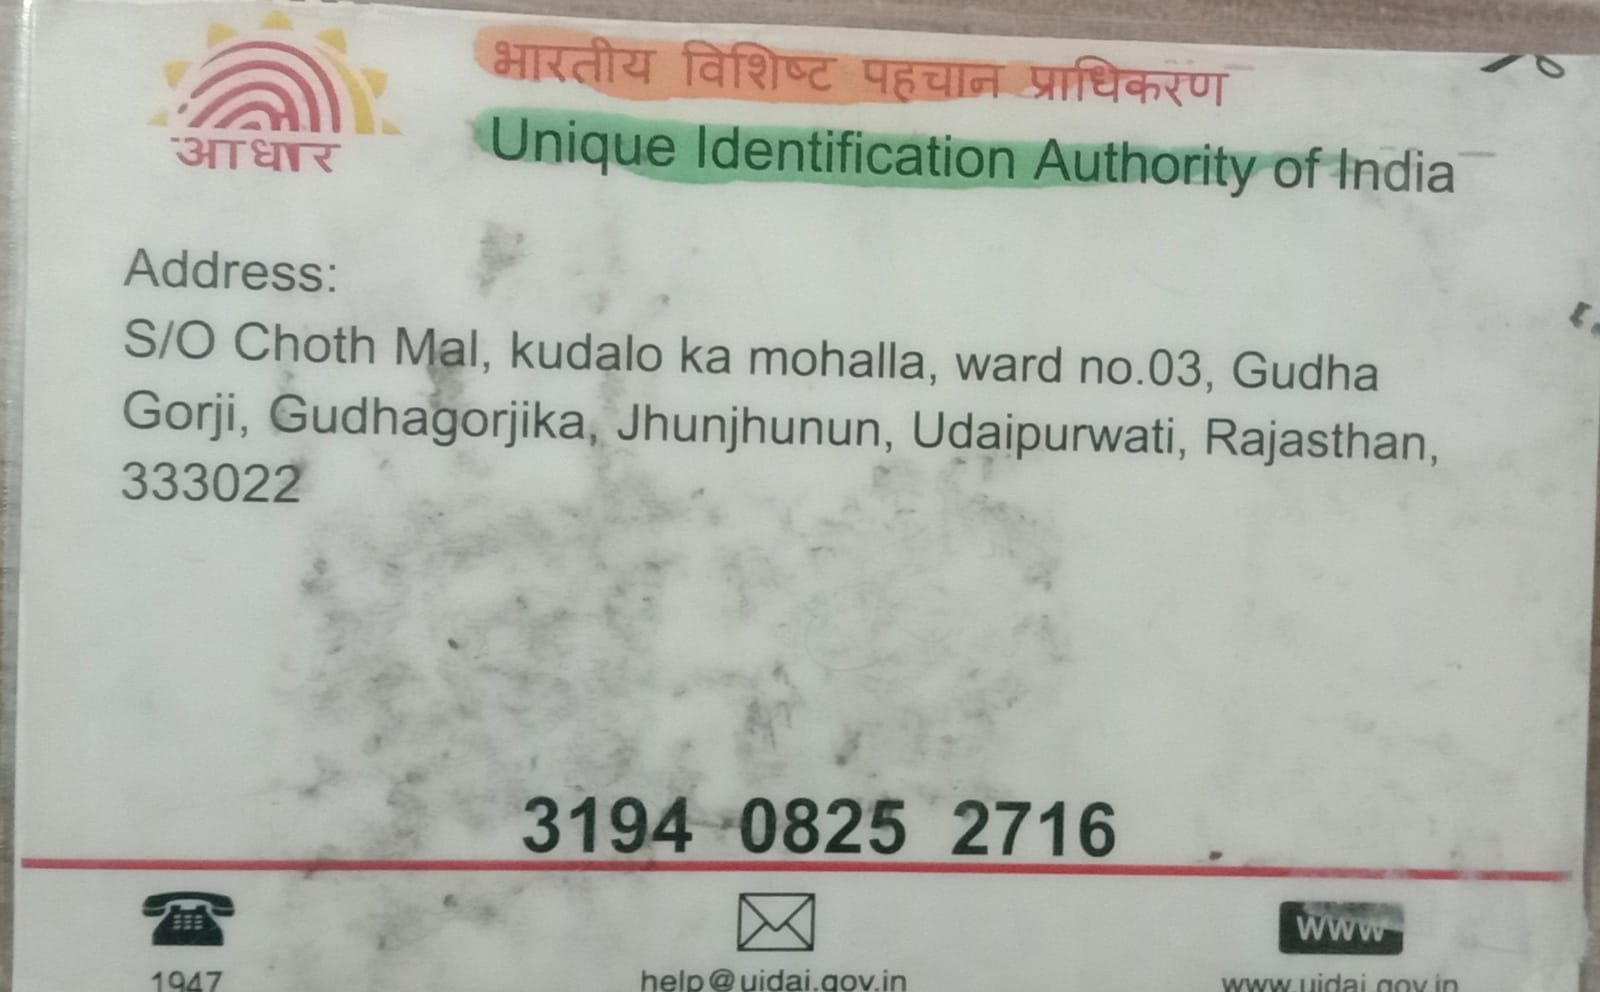 भारतीय विशिष्ट पहचान प्राधिकरण
Unique Identification Authority of India
आधार
Address:
S/O Choth Mal, kudalo ka mohalla, ward no.03, Gudha
Gorji, Gudhagorjika, Jhunjhunun, Udaipurwati, Rajasthan,
333022
3194 0825 2716
WWW
1947
help@uidai.gov.in
www.uidai.gov.in